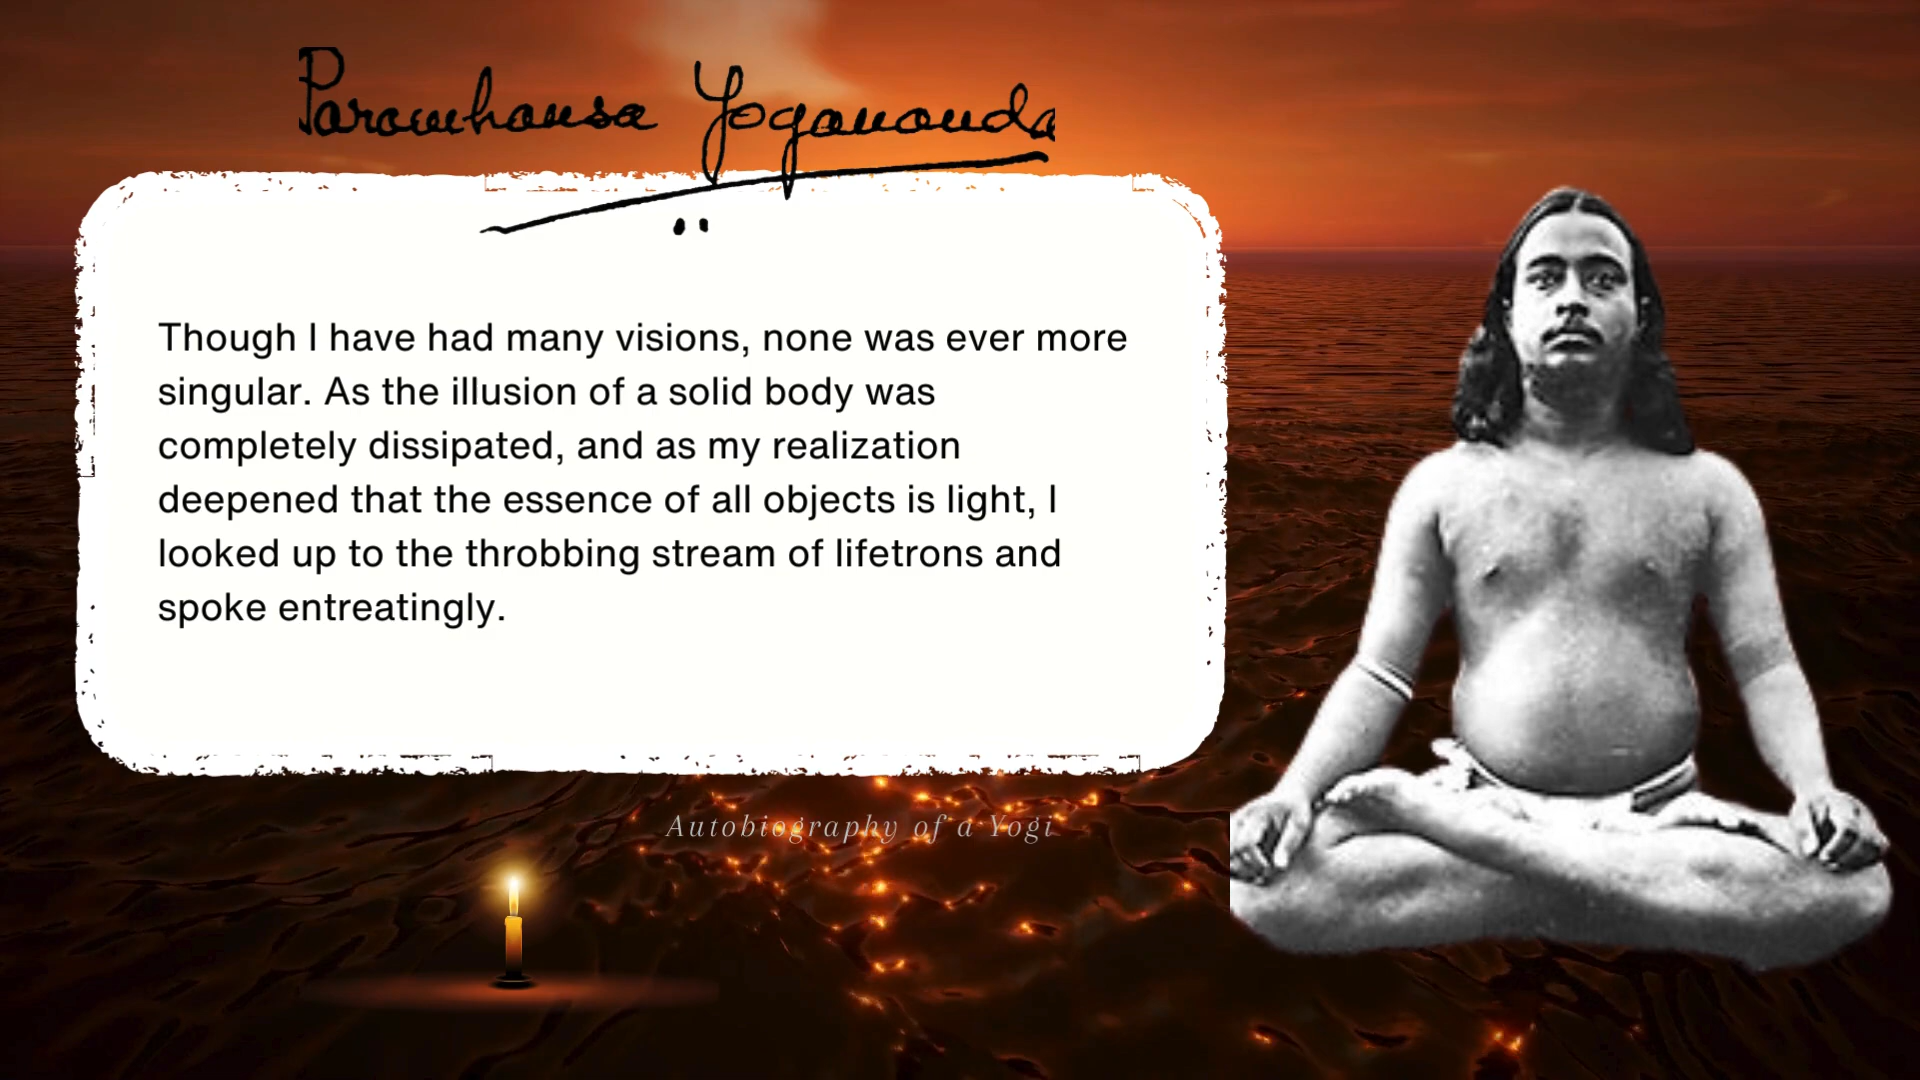 Paramhansa Yogananda
Though I have had many visions, none was ever more
singular. As the illusion of a solid body was
completely dissipated, and as my realization
deepened that the essence of all objects is light, I
looked up to the throbbing stream of lifetrons and
spoke entreatingly.
Autobiography of a Yogi